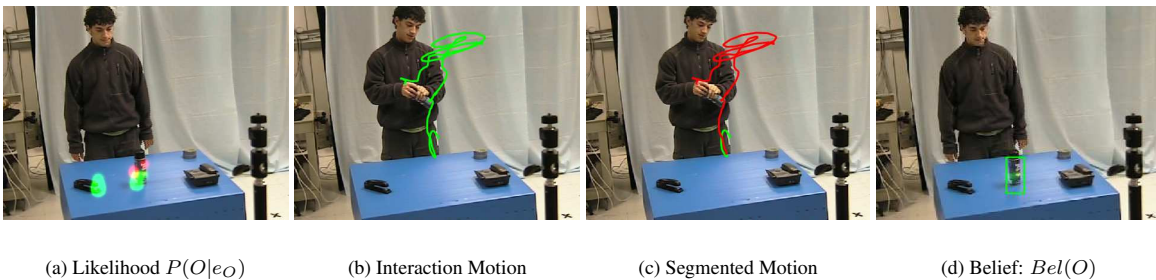 (a) Likelihood P(O|e_O)
(b) Interaction Motion
(c) Segmented Motion
(d) Belief: Bel(O)